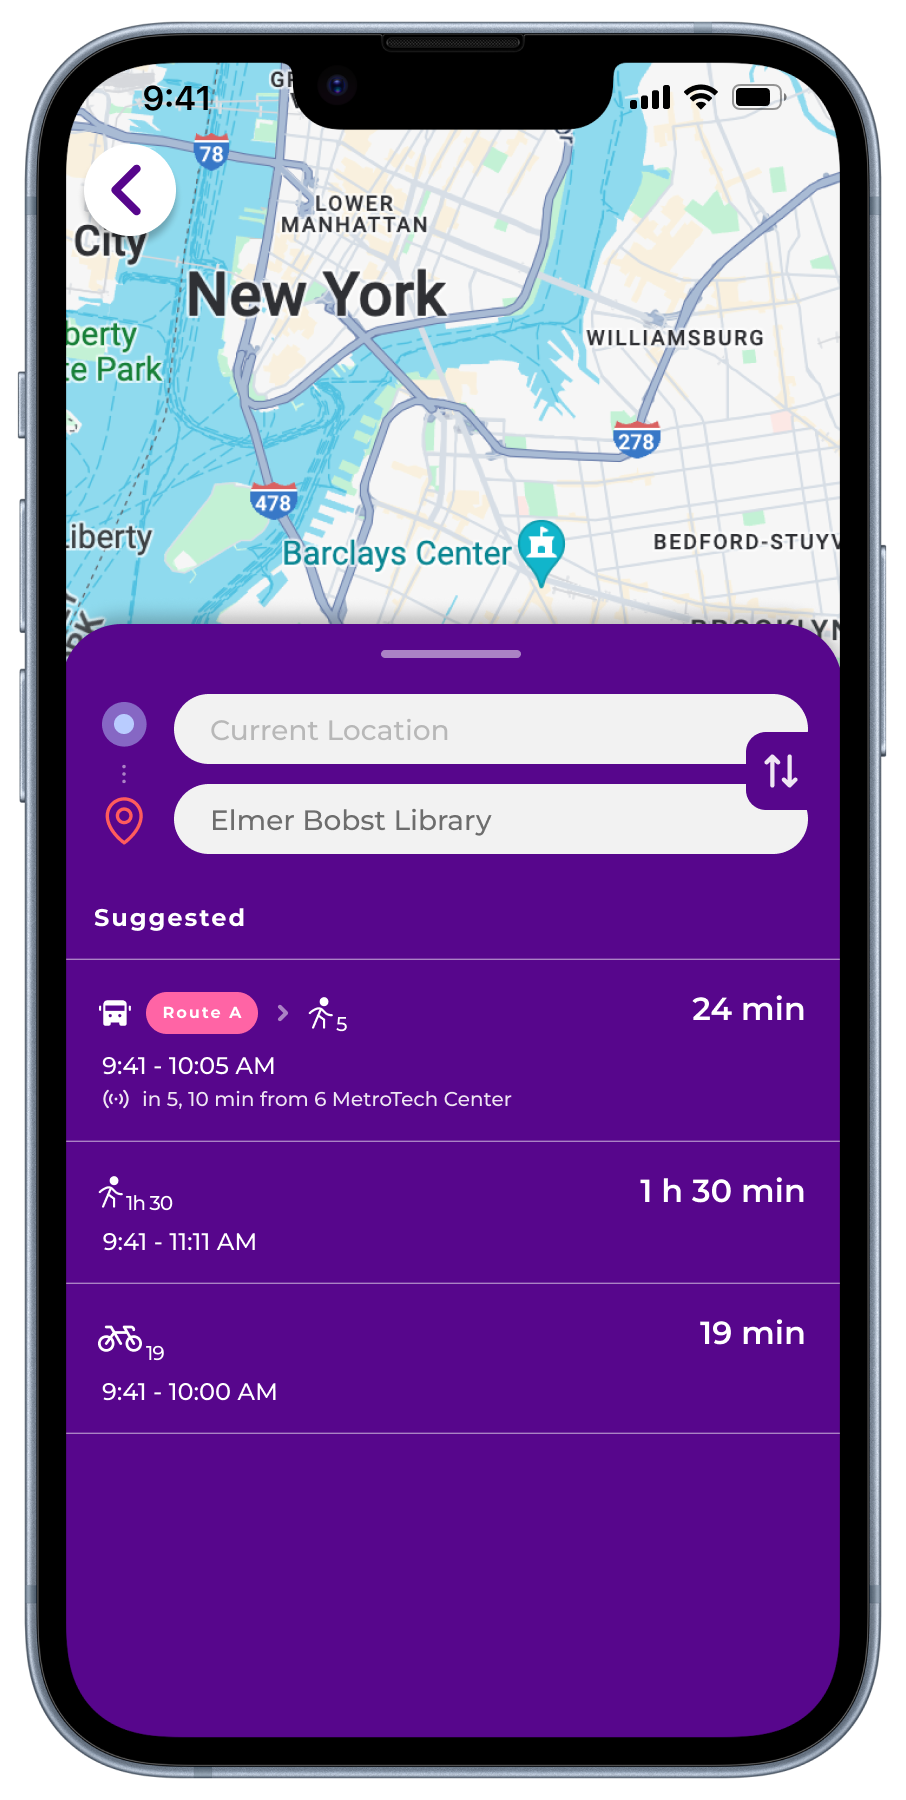 9:41
GR
78
LOWER
MANHATTAN
City
New York
berty
te Park
WILLIAMSBURG
278
478
Liberty
Barclays Center
BEDFORD-STUYV
BROOKLYN
Current Location
Elmer Bobst Library
Suggested
Route A 5 24 min
9:41 - 10:05 AM
in 5, 10 min from 6 MetroTech Center
1h 30 1 h 30 min
9:41 - 11:11 AM
19 19 min
9:41 - 10:00 AM